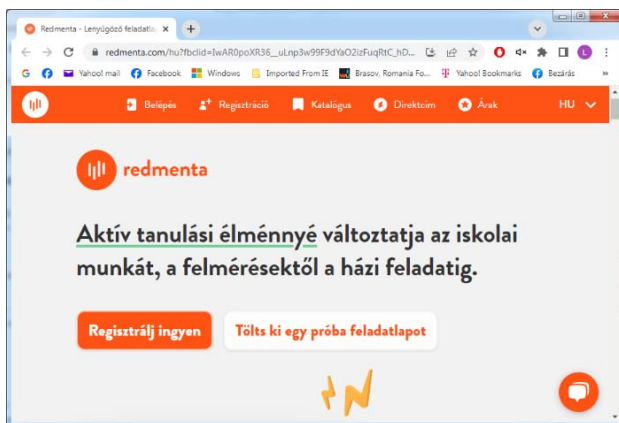 Redmenta - Lenyűgöző feladatla
redmenta.com/hu?fbclid=IwAR0poXR36__uLnp3w99F9dYaO2izFuqRtC_hD...
Yahoo! mail Facebook Windows Imported From IE Brasov, Romania Fo... Yahoo! Bookmarks Bezárás
Belépés Regisztráció Katalógus Direktcím Árak HU
redmenta
Aktív tanulási élménnyé változtatja az iskolai
munkát, a felmérésektől a házi feladatig.
Regisztrálj ingyen Tölts ki egy próba feladatlapot